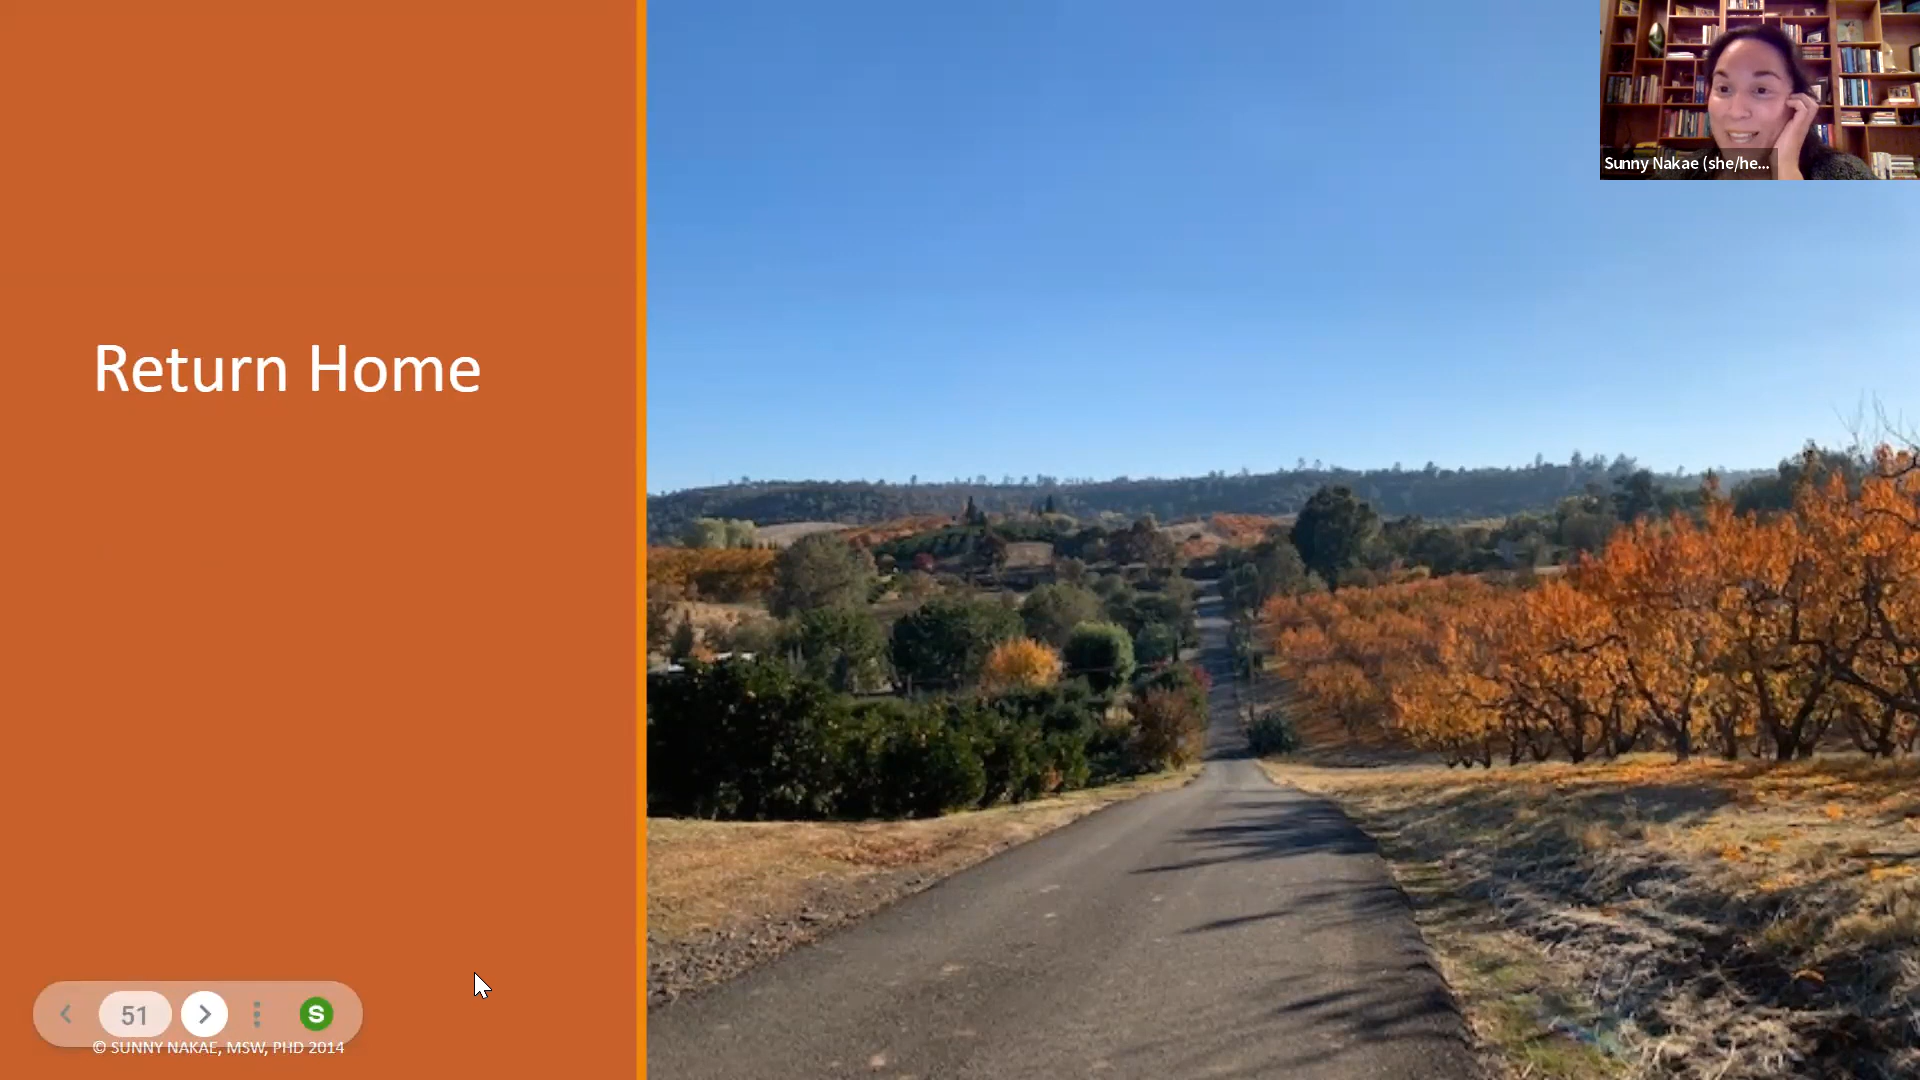 Sunny Nakae (she/he...
Return Home
51
S
© SUNNY NAKAE, MSW, PHD 2014